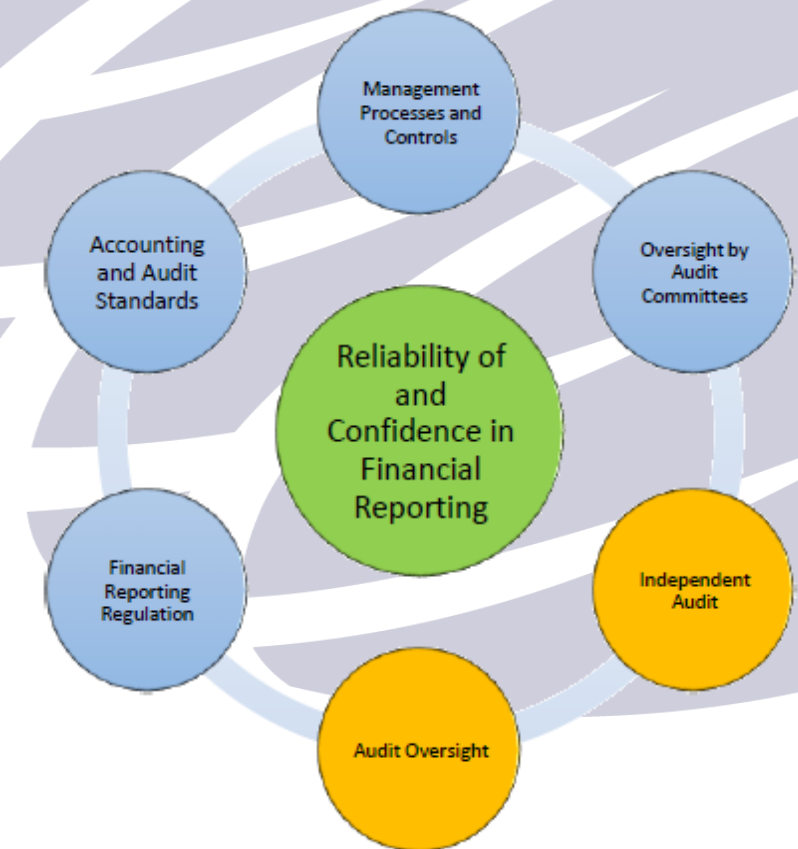 Management
Processes and
Controls
Oversight by
Audit
Committees
Independent
Audit
Audit Oversight
Financial
Reporting
Regulation
Accounting
and Audit
Standards
Reliability of
and
Confidence in
Financial
Reporting